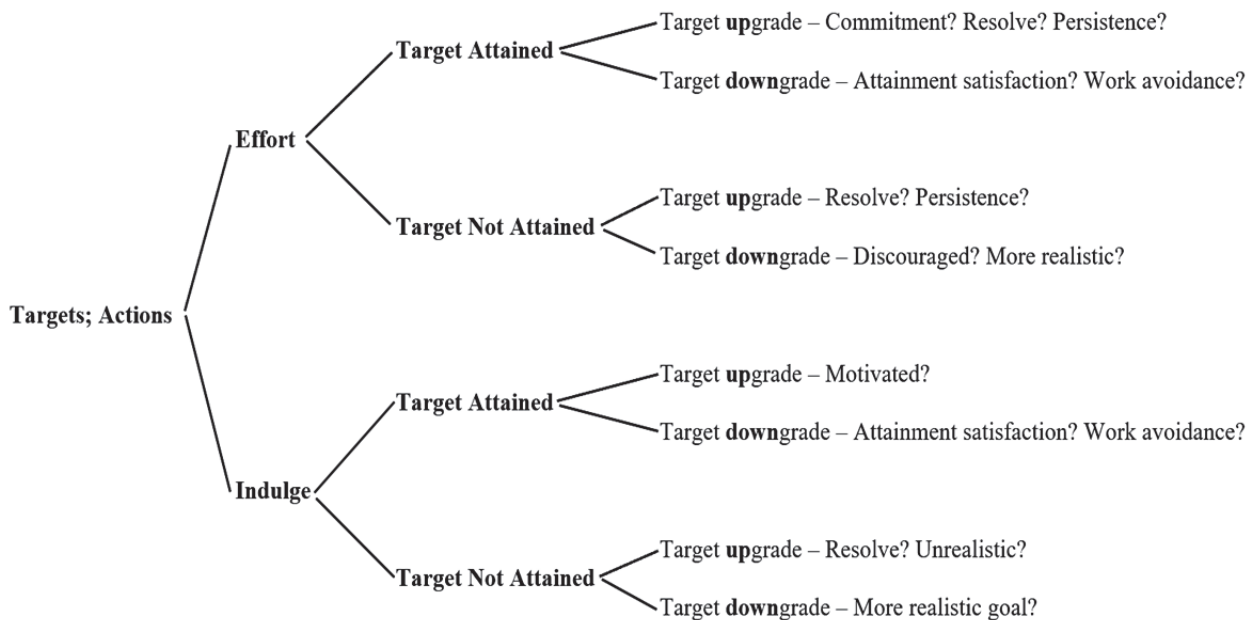 Target upgrade – Commitment? Resolve? Persistence?
Target Attained
Target downgrade – Attainment satisfaction? Work avoidance?
Effort
Target upgrade – Resolve? Persistence?
Target Not Attained
Target downgrade – Discouraged? More realistic?
Targets; Actions
Target upgrade – Motivated?
Target Attained
Target downgrade – Attainment satisfaction? Work avoidance?
Indulge
Target upgrade – Resolve? Unrealistic?
Target Not Attained
Target downgrade – More realistic goal?